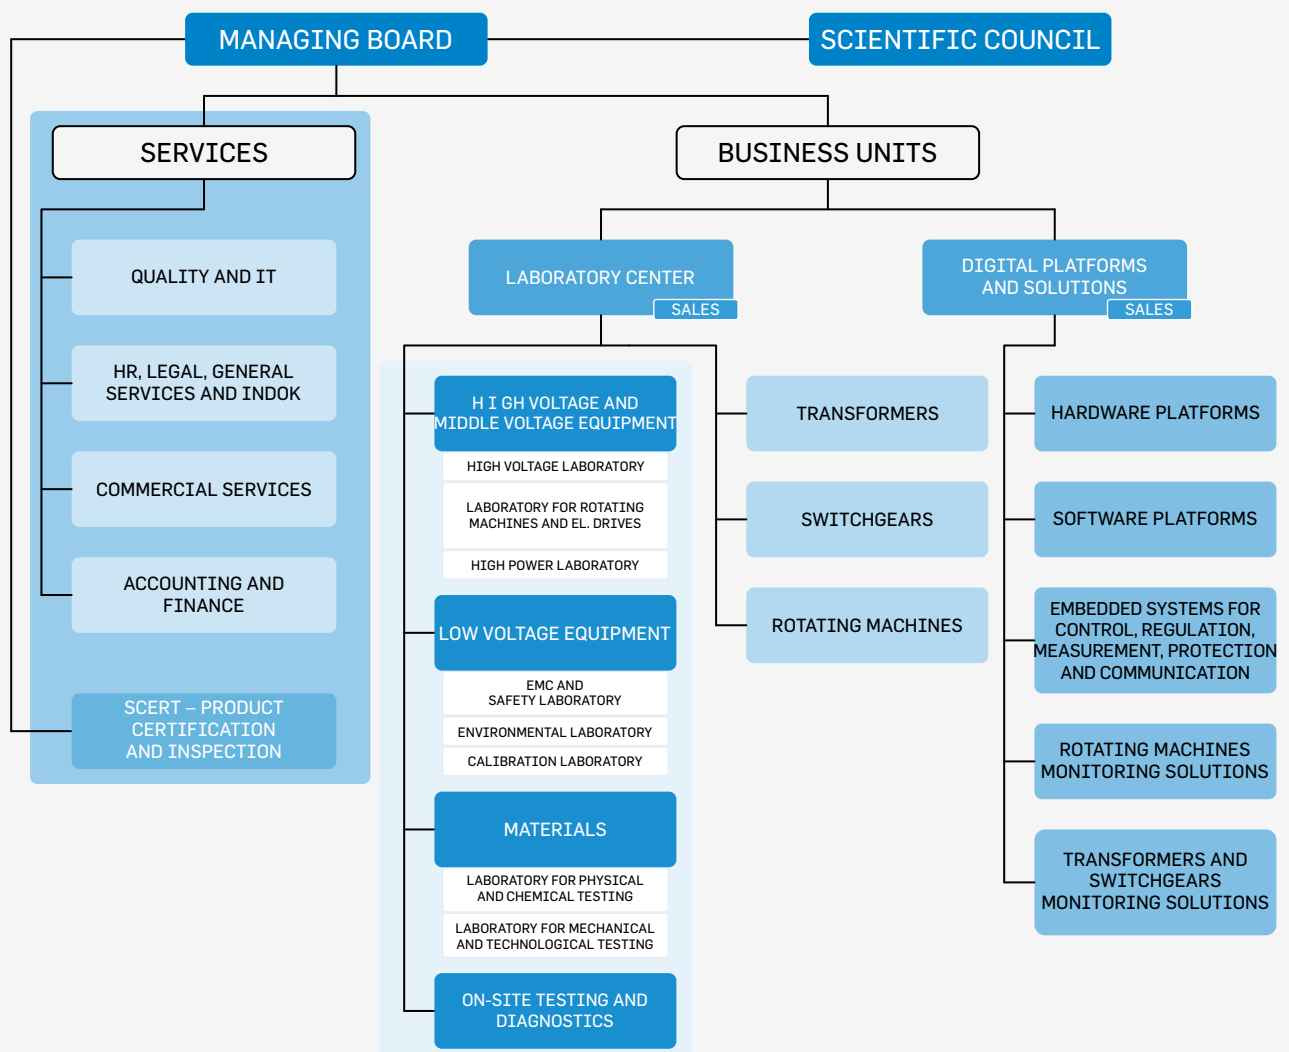 MANAGING BOARD
SCIENTIFIC COUNCIL
SERVICES
QUALITY AND IT
HR, LEGAL, GENERAL
SERVICES AND INDOK
COMMERCIAL SERVICES
ACCOUNTING AND
FINANCE
SCERT – PRODUCT
CERTIFICATION
AND INSPECTION
BUSINESS UNITS
LABORATORY CENTER
SALES
H I GH VOLTAGE AND
MIDDLE VOLTAGE EQUIPMENT
HIGH VOLTAGE LABORATORY
LABORATORY FOR ROTATING
MACHINES AND EL. DRIVES
HIGH POWER LABORATORY
LOW VOLTAGE EQUIPMENT
EMC AND
SAFETY LABORATORY
ENVIRONMENTAL LABORATORY
CALIBRATION LABORATORY
MATERIALS
LABORATORY FOR PHYSICAL
AND CHEMICAL TESTING
LABORATORY FOR MECHANICAL
AND TECHNOLOGICAL TESTING
ON-SITE TESTING AND
DIAGNOSTICS
TRANSFORMERS
SWITCHGEARS
ROTATING MACHINES
DIGITAL PLATFORMS
AND SOLUTIONS
SALES
HARDWARE PLATFORMS
SOFTWARE PLATFORMS
EMBEDDED SYSTEMS FOR
CONTROL, REGULATION,
MEASUREMENT, PROTECTION
AND COMMUNICATION
ROTATING MACHINES
MONITORING SOLUTIONS
TRANSFORMERS AND
SWITCHGEARS
MONITORING SOLUTIONS